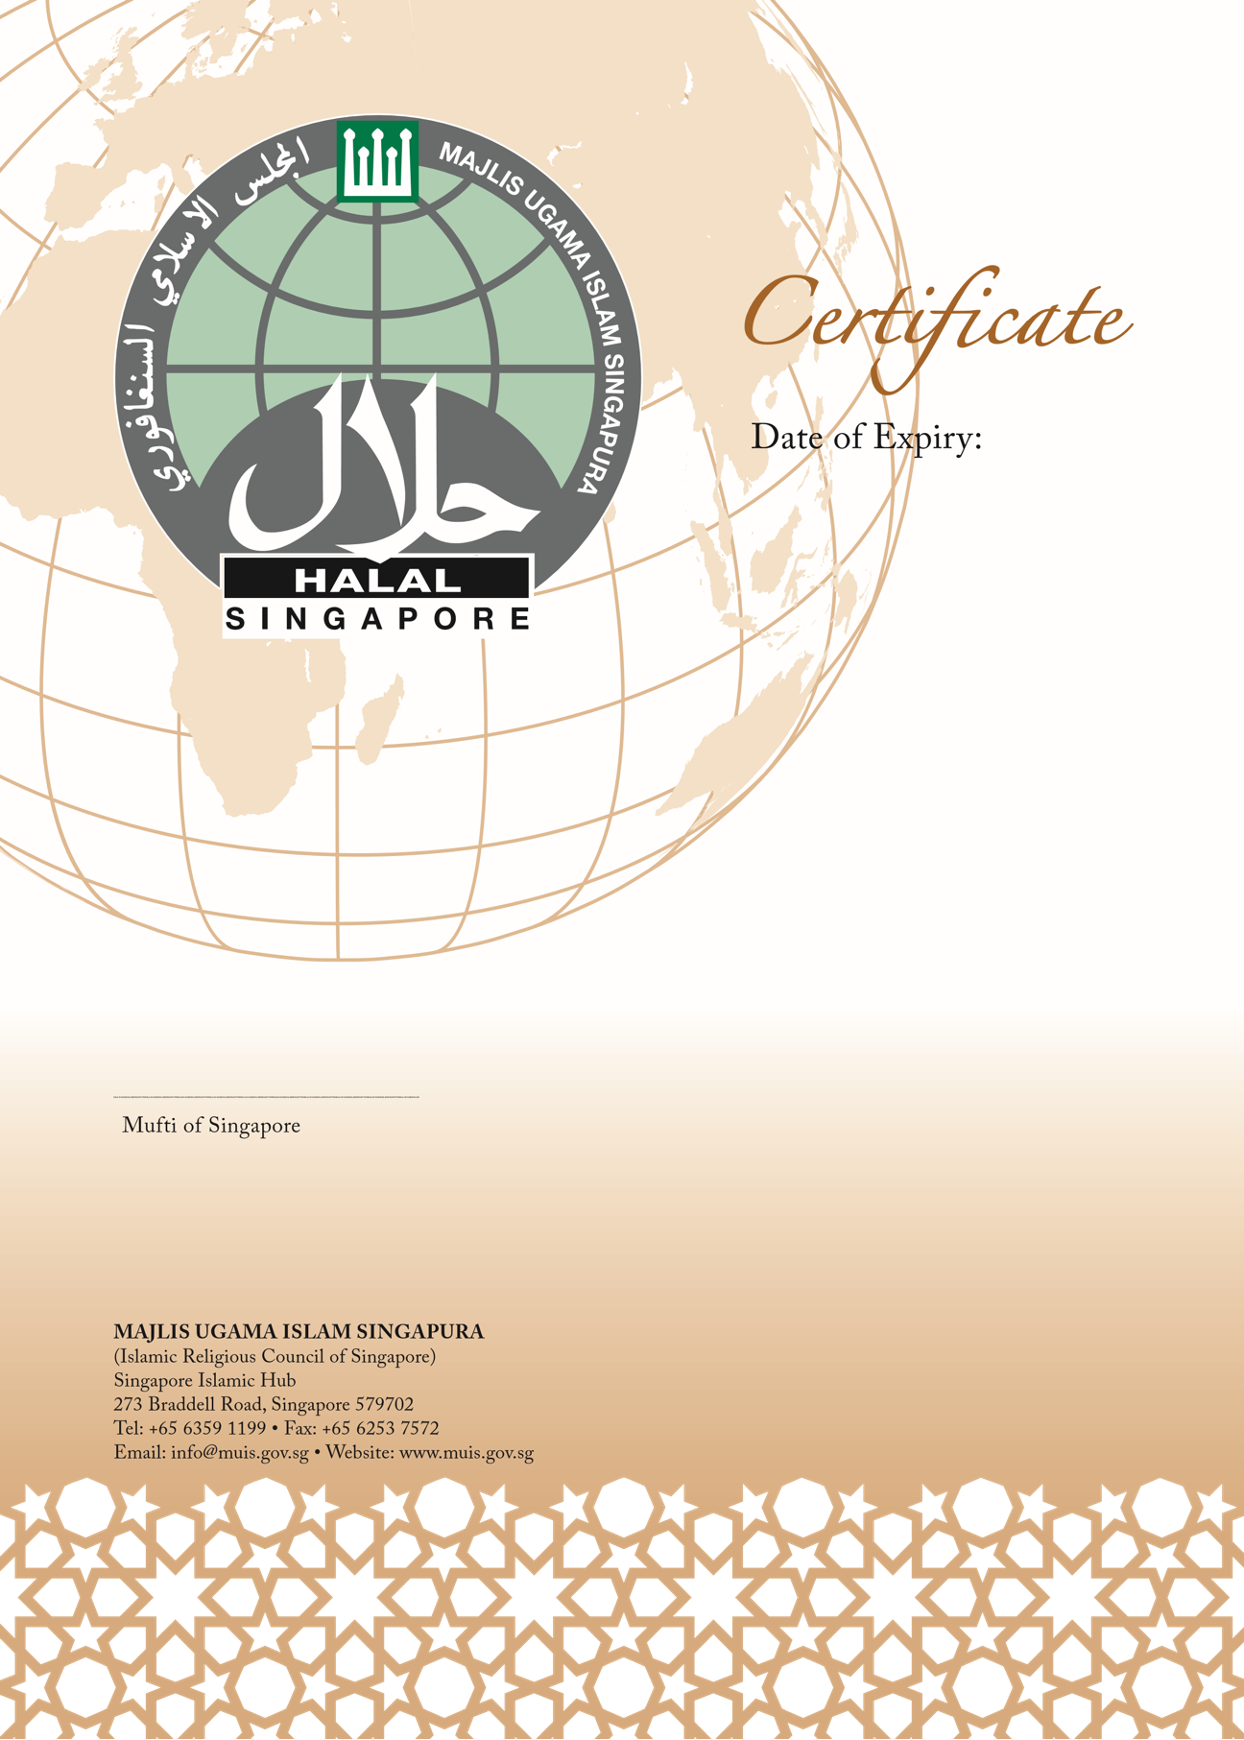 المجلس الاسلامي السنغافوري
MAJLIS UGAMA ISLAM SINGAPURA
حلال
HALAL
SINGAPORE
Certificate
Date of Expiry:
Mufti of Singapore
MAJLIS UGAMA ISLAM SINGAPURA
(Islamic Religious Council of Singapore)
Singapore Islamic Hub
273 Braddell Road, Singapore 579702
Tel: +65 6359 1199 • Fax: +65 6253 7572
Email: info@muis.gov.sg • Website: www.muis.gov.sg